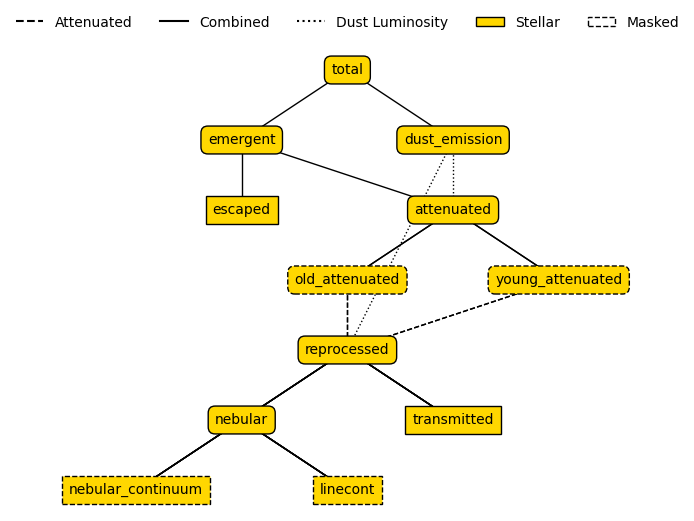 Attenuated Combined Dust Luminosity Stellar Masked
total
emergent dust_emission
escaped attenuated
old_attenuated young_attenuated
reprocessed
nebular transmitted
nebular_continuum linecont